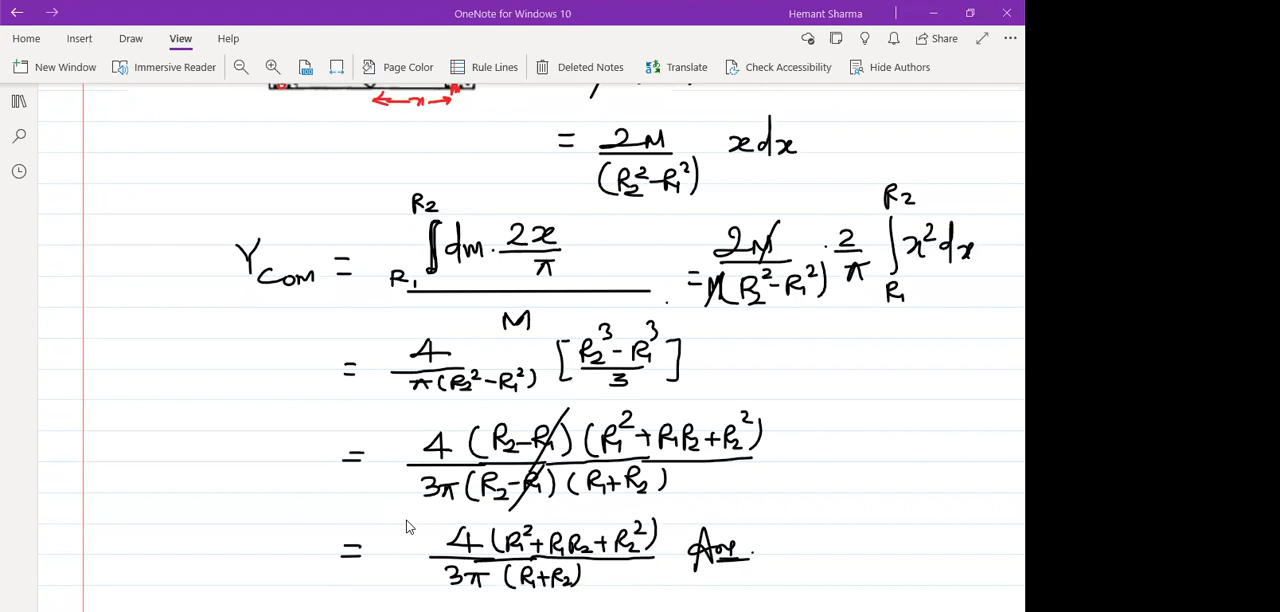 OneNote for Windows 10
Hemant Sharma
Home Insert Draw View Help
Share
New Window Immersive Reader Page Color Rule Lines Deleted Notes Translate Check Accessibility Hide Authors
x
= 2M / (R₂² − R₁²) x dx
Y_COM = ∫_{R₁}^{R₂} dm · 2x/π / M = 2M / M(R₂² − R₁²) · 2/π ∫_{R₁}^{R₂} x² dx
= 4 / π(R₂² − R₁²) [ (R₂³ − R₁³) / 3 ]
= 4 (R₂ − R₁) (R₁² + R₁R₂ + R₂²) / 3π (R₂ − R₁) (R₁ + R₂)
= 4 (R₁² + R₁R₂ + R₂²) / 3π (R₁ + R₂) Ans.